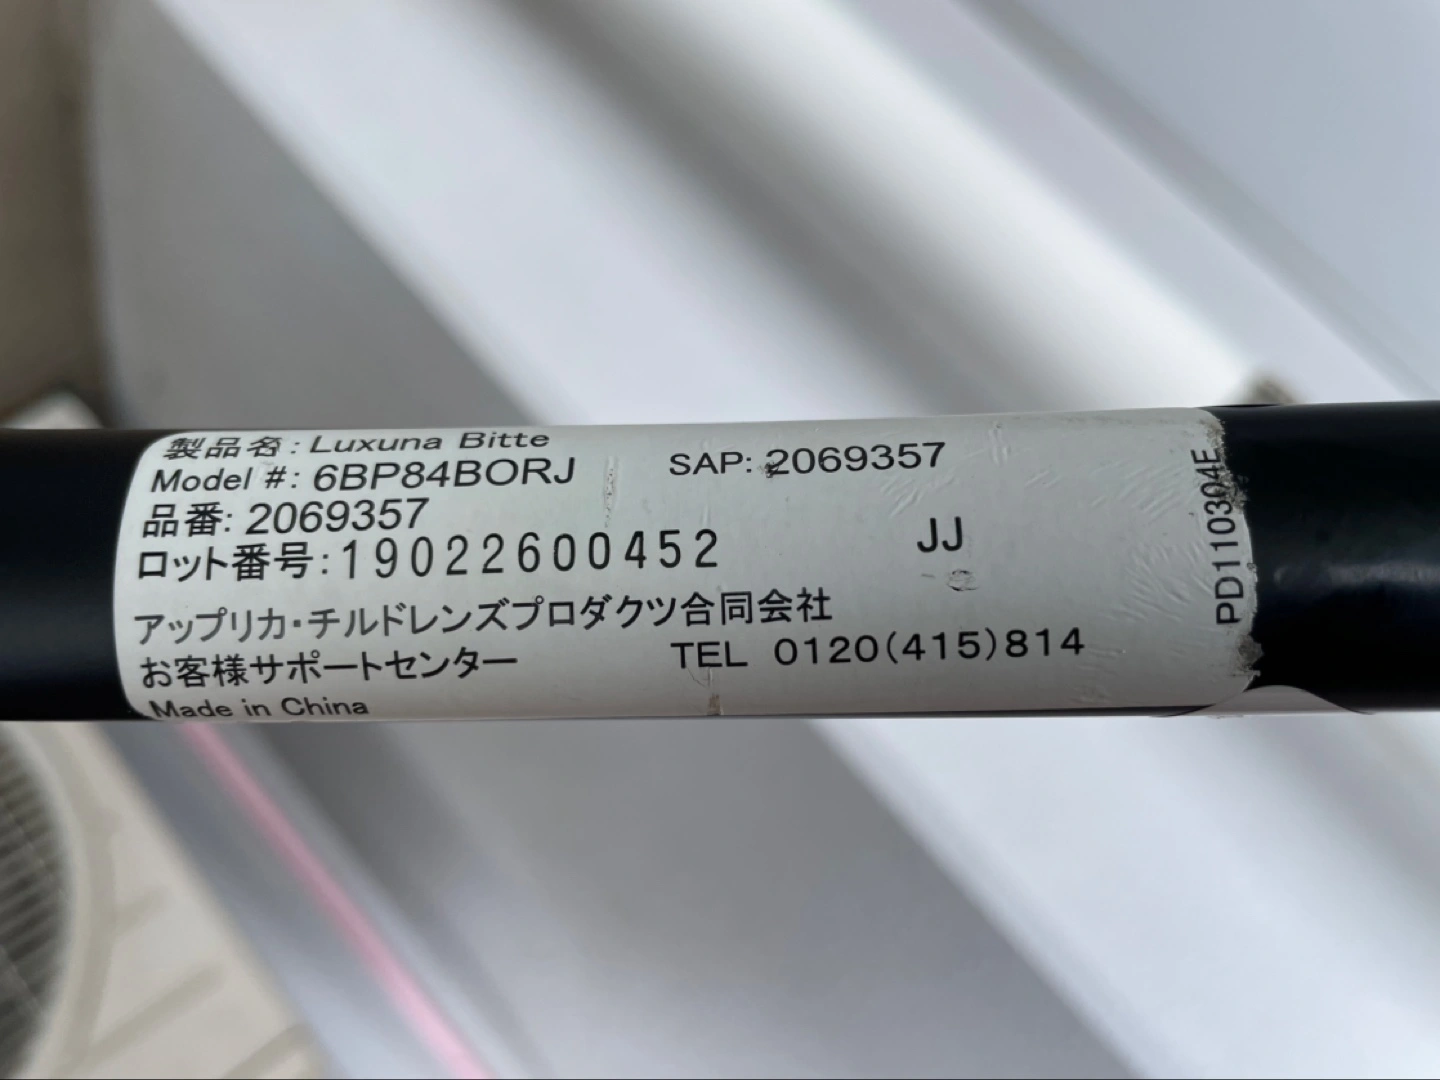 製品名: Luxuna Bitte
Model #: 6BP84BORJ SAP: 2069357
品番: 2069357
ロット番号: 19022600452 JJ
アップリカ・チルドレンズプロダクツ合同会社
お客様サポートセンター TEL 0120(415)814
Made in China
PD110304E